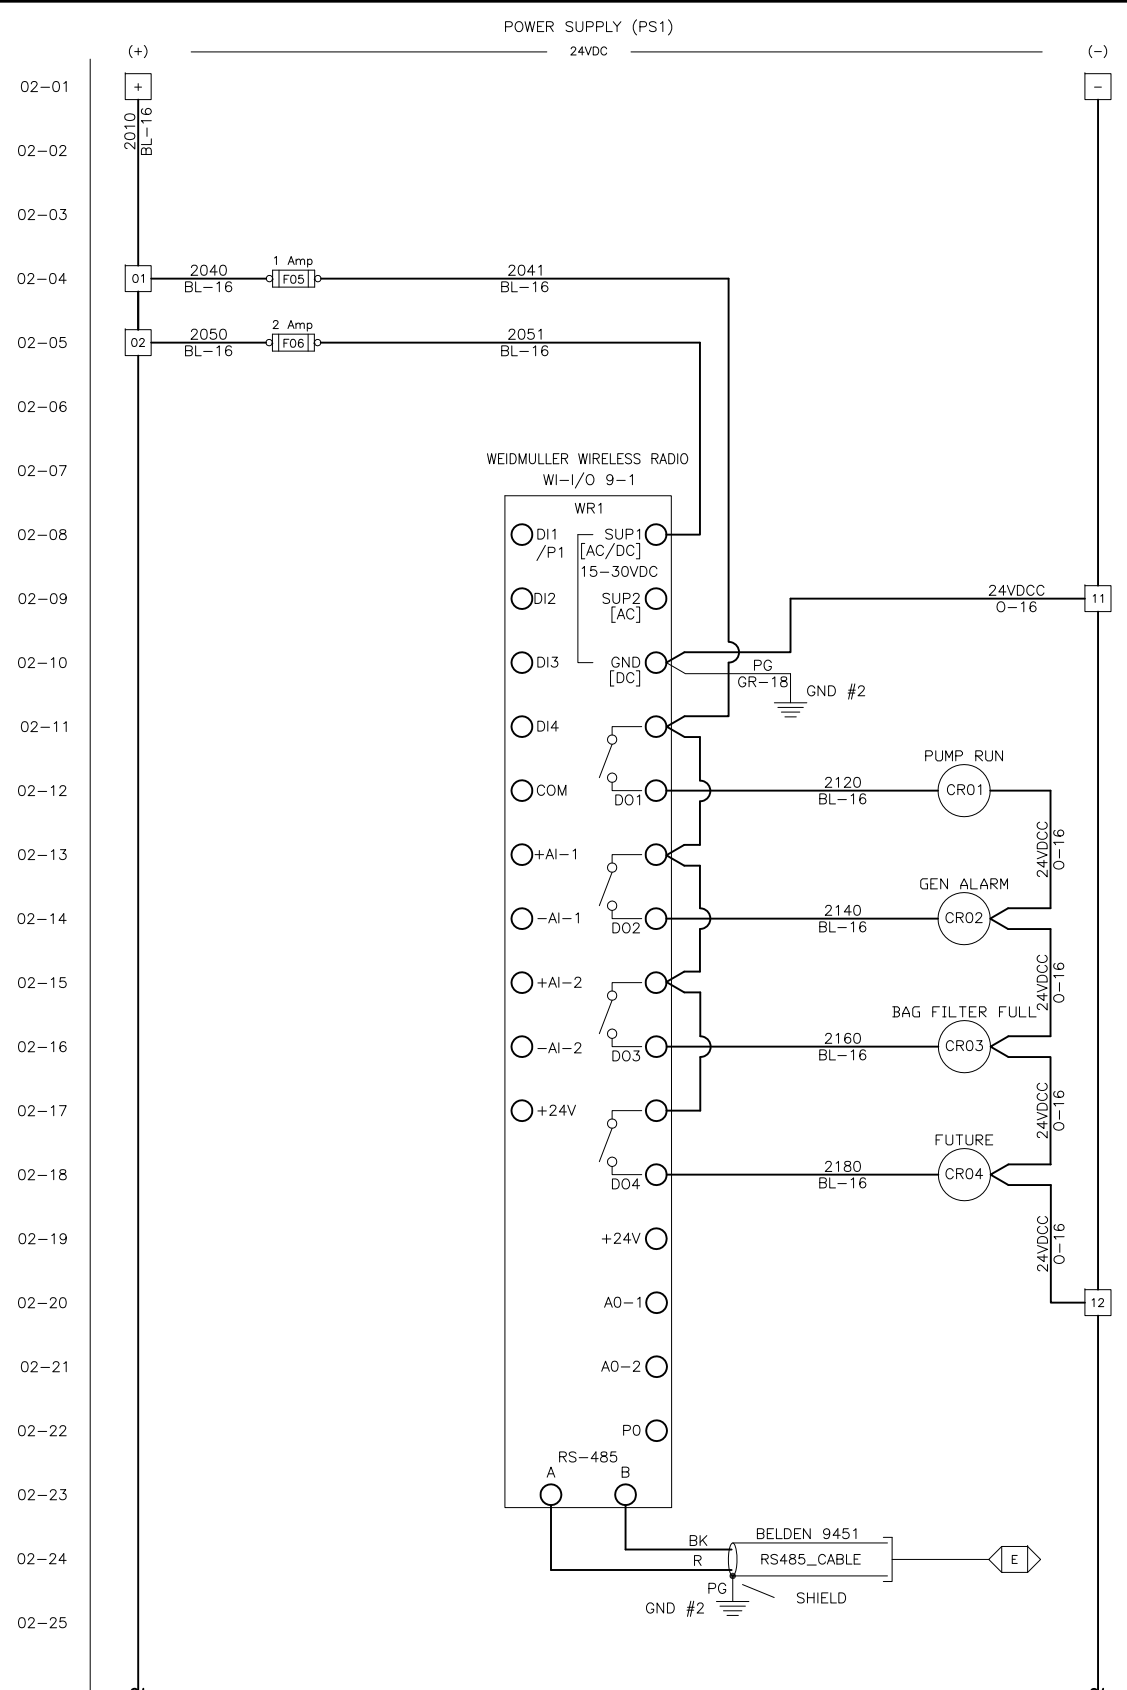 POWER SUPPLY (PS1)
(+) 24VDC (-)
02-01 + -
2010
BL-16
02-02
02-03
1 Amp
02-04 01 2040 F05 2041
BL-16 BL-16
2 Amp
02-05 02 2050 F06 2051
BL-16 BL-16
02-06
WEIDMULLER WIRELESS RADIO
02-07
WI-I/O 9-1
WR1
02-08 DI1 SUP1
/P1 [AC/DC]
15-30VDC
24VDCC
02-09 DI2 SUP2 11
O-16
[AC]
02-10 DI3 GND PG
[DC] GR-18
GND #2
02-11 DI4
PUMP RUN
2120
02-12 COM CR01
DO1 BL-16
24VDCC
O-16
02-13 +AI-1
GEN ALARM
2140
02-14 -AI-1 CR02
DO2 BL-16
24VDCC
O-16
02-15 +AI-2
BAG FILTER FULL
2160
02-16 -AI-2 CR03
DO3 BL-16
24VDCC
O-16
02-17 +24V
FUTURE
2180
02-18 CR04
DO4 BL-16
24VDCC
O-16
02-19 +24V
02-20 AO-1 12
02-21 AO-2
02-22 PO
RS-485
A B
02-23
BK BELDEN 9451
02-24 R RS485_CABLE E
PG SHIELD
GND #2
02-25